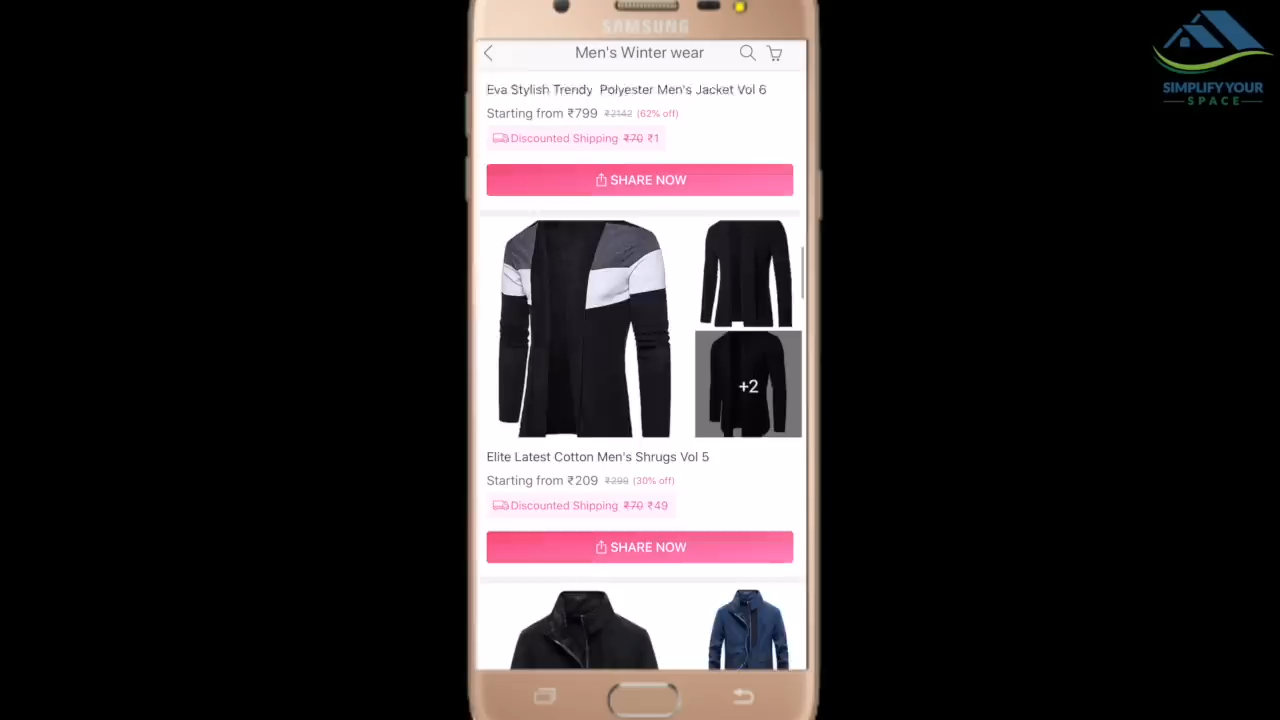 SAMSUNG
Men's Winter wear
SIMPLIFY YOUR
SPACE
Eva Stylish Trendy Polyester Men's Jacket Vol 6
Starting from ₹799 ₹2142 (62% off)
Discounted Shipping ₹70 ₹1
SHARE NOW
+2
Elite Latest Cotton Men's Shrugs Vol 5
Starting from ₹209 ₹299 (30% off)
Discounted Shipping ₹70 ₹49
SHARE NOW